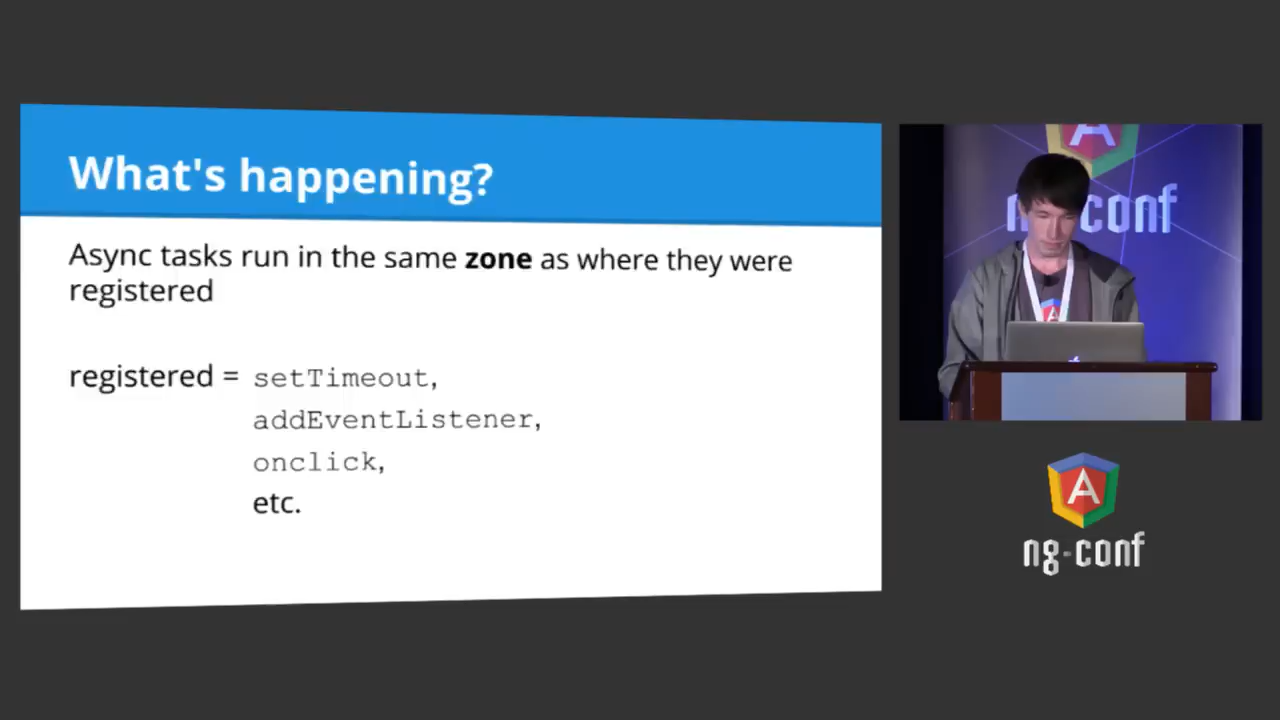 What's happening?
Async tasks run in the same zone as where they were
registered
registered = setTimeout,
addEventListener,
onclick,
etc.
ng-conf
ng-conf